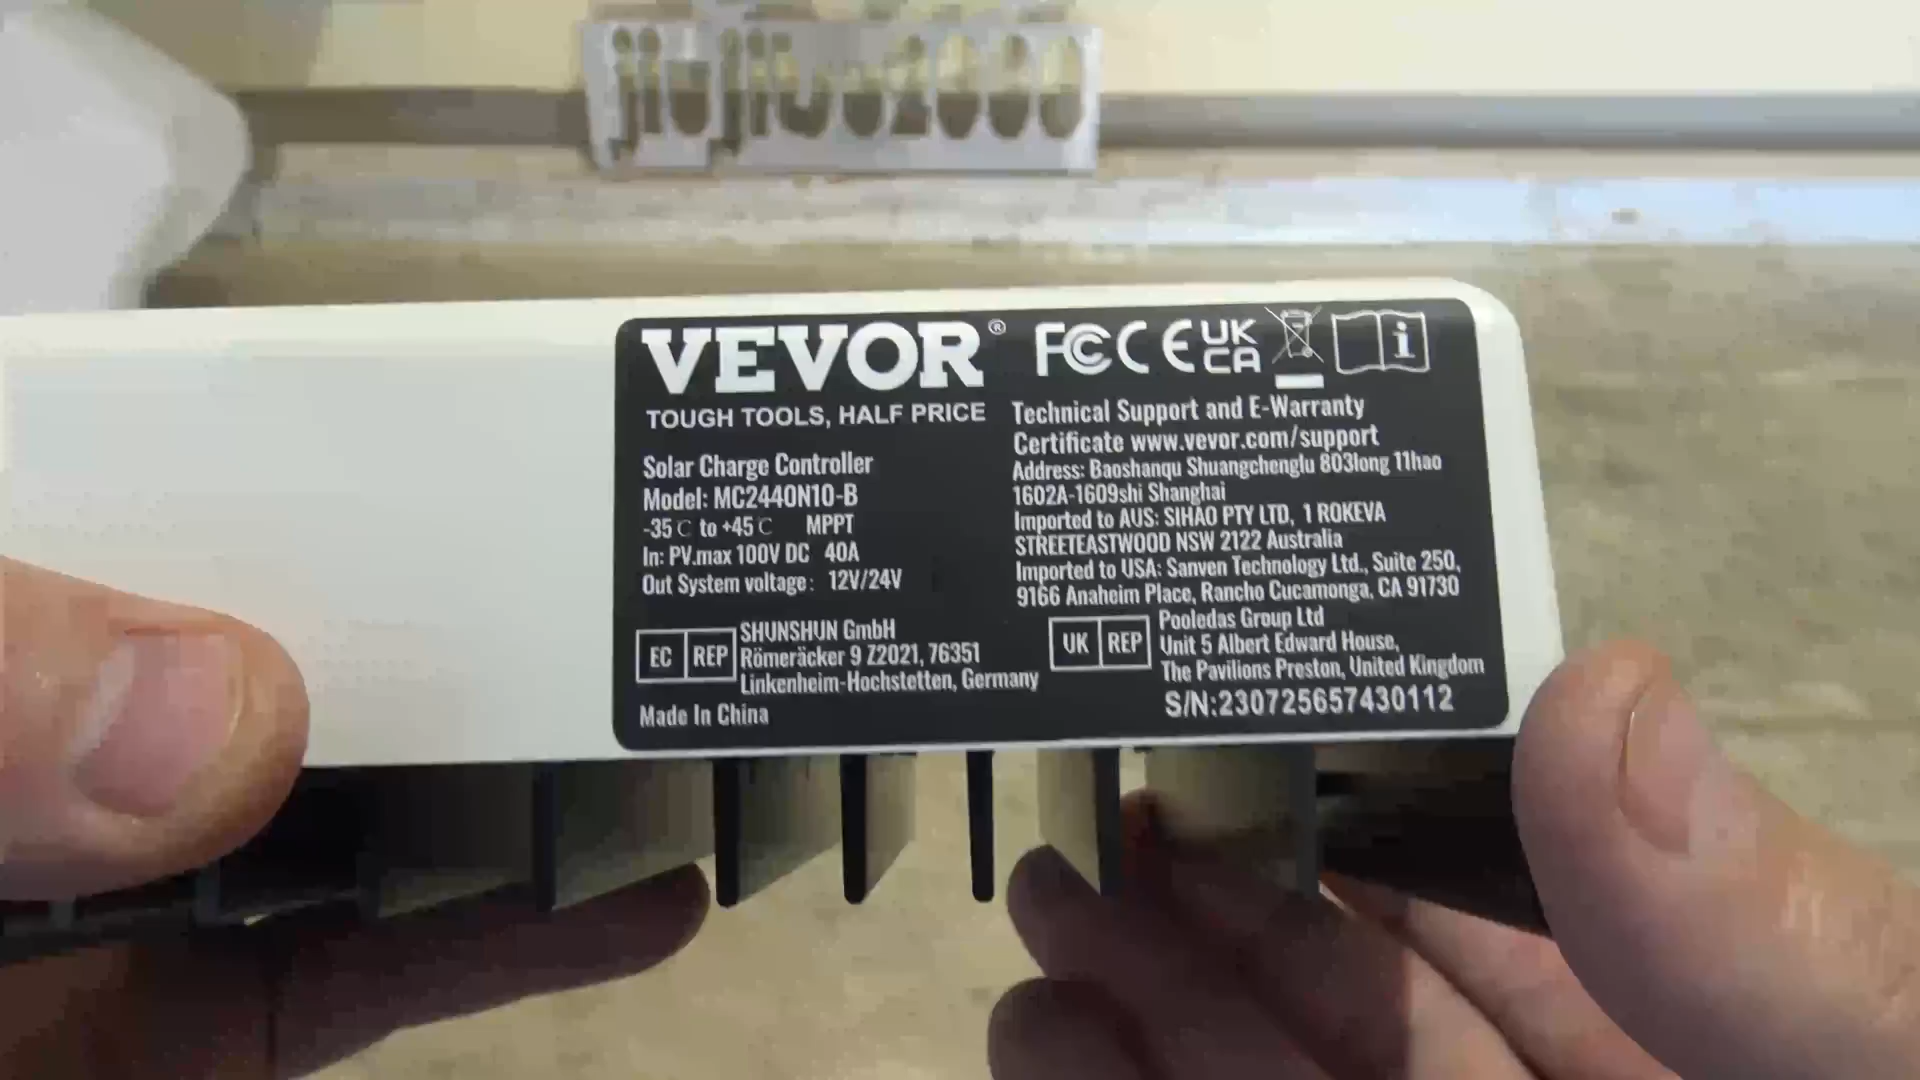 jiojio2000
VEVOR®
TOUGH TOOLS, HALF PRICE
Solar Charge Controller
Model: MC2440N10-B
-35℃ to +45℃ MPPT
In: PV.max 100V DC 40A
Out System voltage: 12V/24V
EC REP
SHUNSHUN GmbH
Römeräcker 9 Z2021, 76351
Linkenheim-Hochstetten, Germany
Made In China
FC CE UK
CA
Technical Support and E-Warranty
Certificate www.vevor.com/support
Address: Baoshanqu Shuangchenglu 803long 11hao
1602A-1609shi Shanghai
Imported to AUS: SIHAO PTY LTD, 1 ROKEVA
STREETEASTWOOD NSW 2122 Australia
Imported to USA: Sanven Technology Ltd., Suite 250,
9166 Anaheim Place, Rancho Cucamonga, CA 91730
UK REP
Pooledas Group Ltd
Unit 5 Albert Edward House,
The Pavilions Preston, United Kingdom
S/N:230725657430112